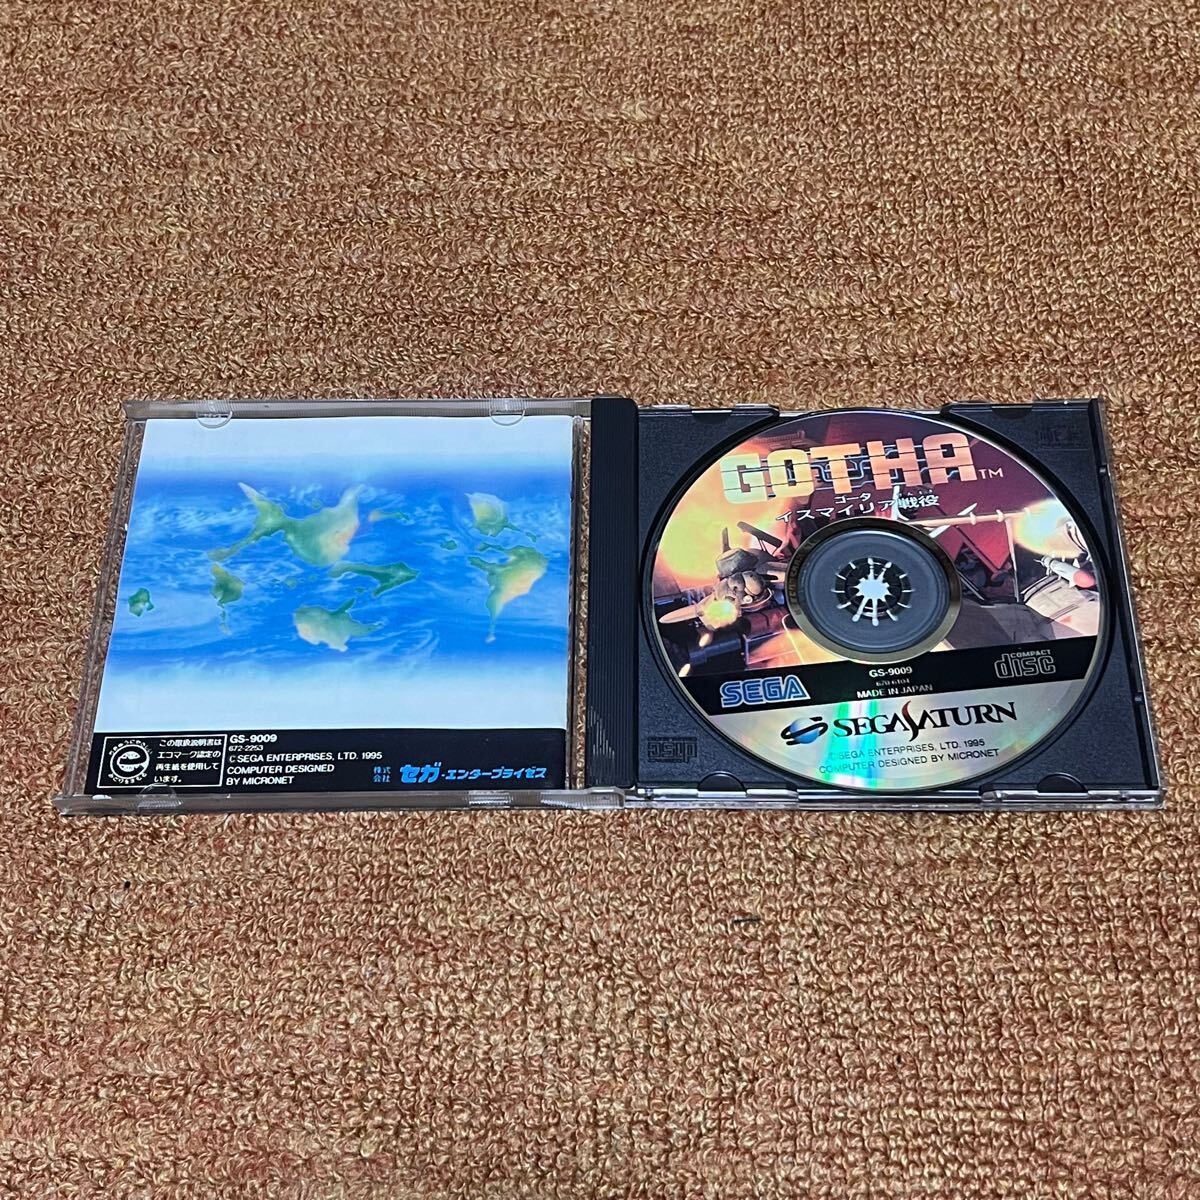 この取扱説明書は
エコマーク認定の
再生紙を使用して
います。
GS-9009
672-2253
© SEGA ENTERPRISES, LTD. 1995
COMPUTER DESIGNED
BY MICRONET
株式会社 セガ・エンタープライゼス
GOTHA™
ゴータ
イスマイリア戦役
COMPACT
disc
GS-9009
670-6104
MADE IN JAPAN
SEGA
SEGASATURN
© SEGA ENTERPRISES, LTD. 1995
COMPUTER DESIGNED BY MICRONET